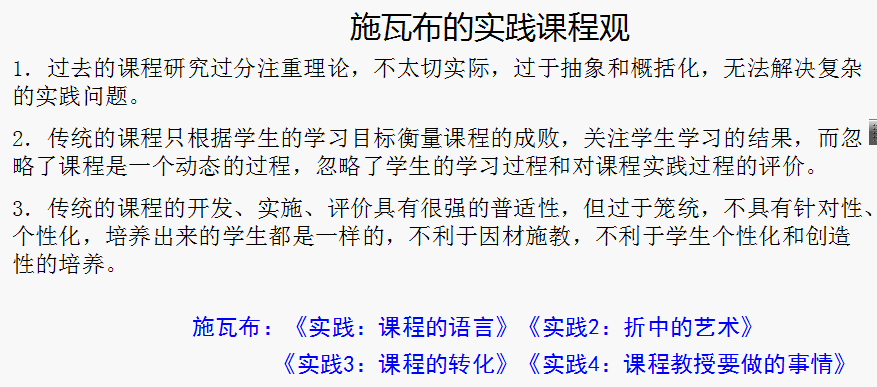 施瓦布的实践课程观
1．过去的课程研究过分注重理论，不太切实际，过于抽象和概括化，无法解决复杂
的实践问题。
2．传统的课程只根据学生的学习目标衡量课程的成败，关注学生学习的结果，而忽
略了课程是一个动态的过程，忽略了学生的学习过程和对课程实践过程的评价。
3．传统的课程的开发、实施、评价具有很强的普适性，但过于笼统，不具有针对性、
个性化，培养出来的学生都是一样的，不利于因材施教，不利于学生个性化和创造
性的培养。
施瓦布：《实践：课程的语言》《实践2：折中的艺术》
《实践3：课程的转化》《实践4：课程教授要做的事情》